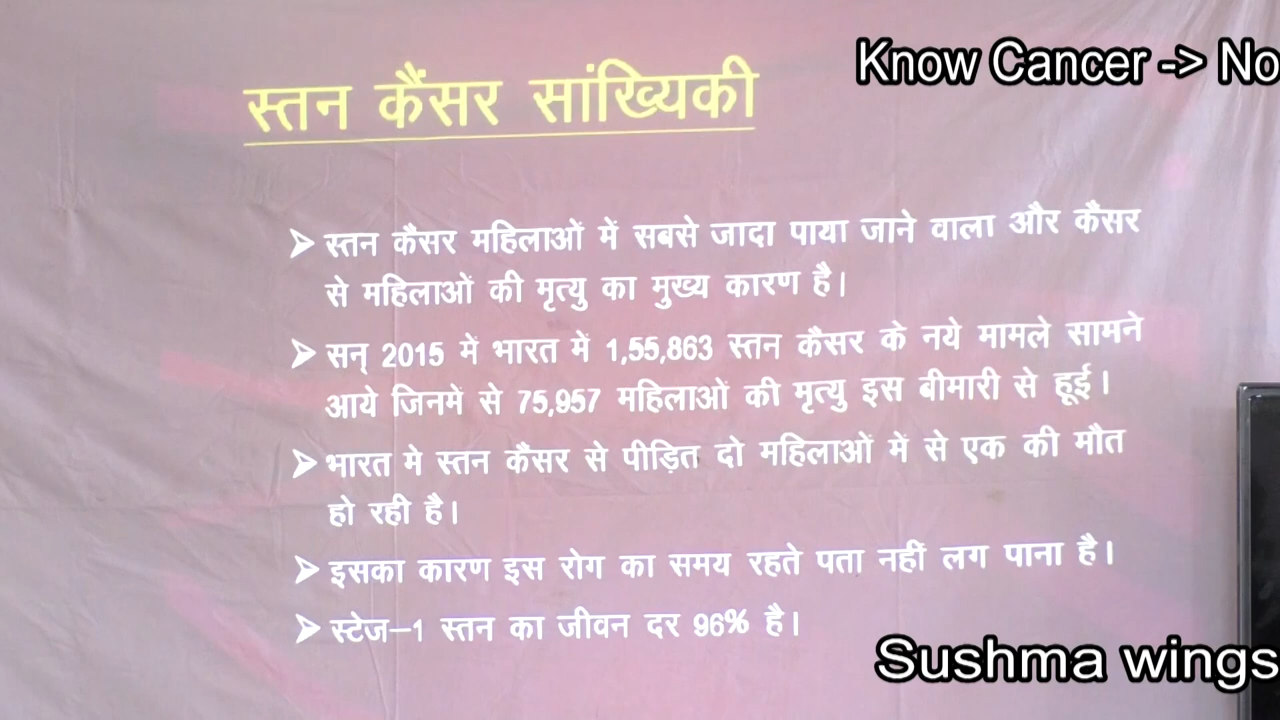 Know Cancer -> No
स्तन कैंसर सांख्यिकी
➢ स्तन कैंसर महिलाओं में सबसे जादा पाया जाने वाला और कैंसर
से महिलाओं की मृत्यु का मुख्य कारण है।
➢ सन् 2015 में भारत में 1,55,863 स्तन कैंसर के नये मामले सामने
आये जिनमें से 75,957 महिलाओं की मृत्यु इस बीमारी से हूई।
➢ भारत मे स्तन कैंसर से पीड़ित दो महिलाओं में से एक की मौत
हो रही है।
➢ इसका कारण इस रोग का समय रहते पता नहीं लग पाना है।
➢ स्टेज–1 स्तन का जीवन दर 96% है।
Sushma wings